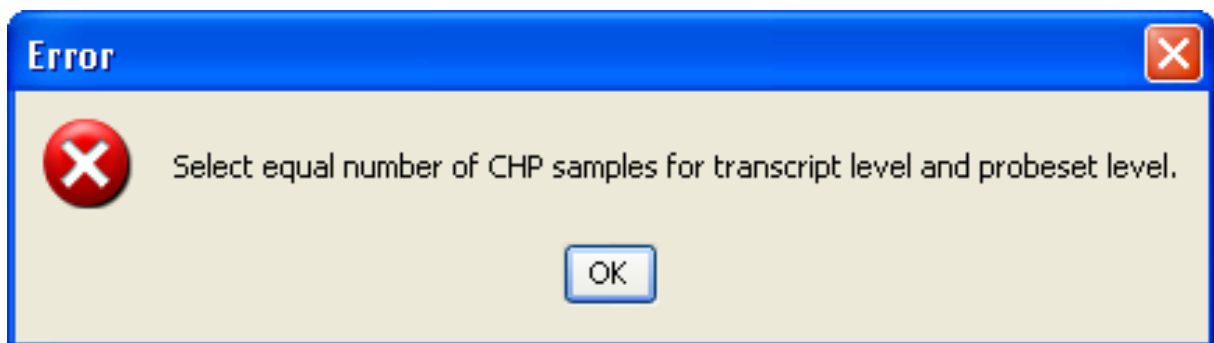 Error
Select equal number of CHP samples for transcript level and probeset level.
OK